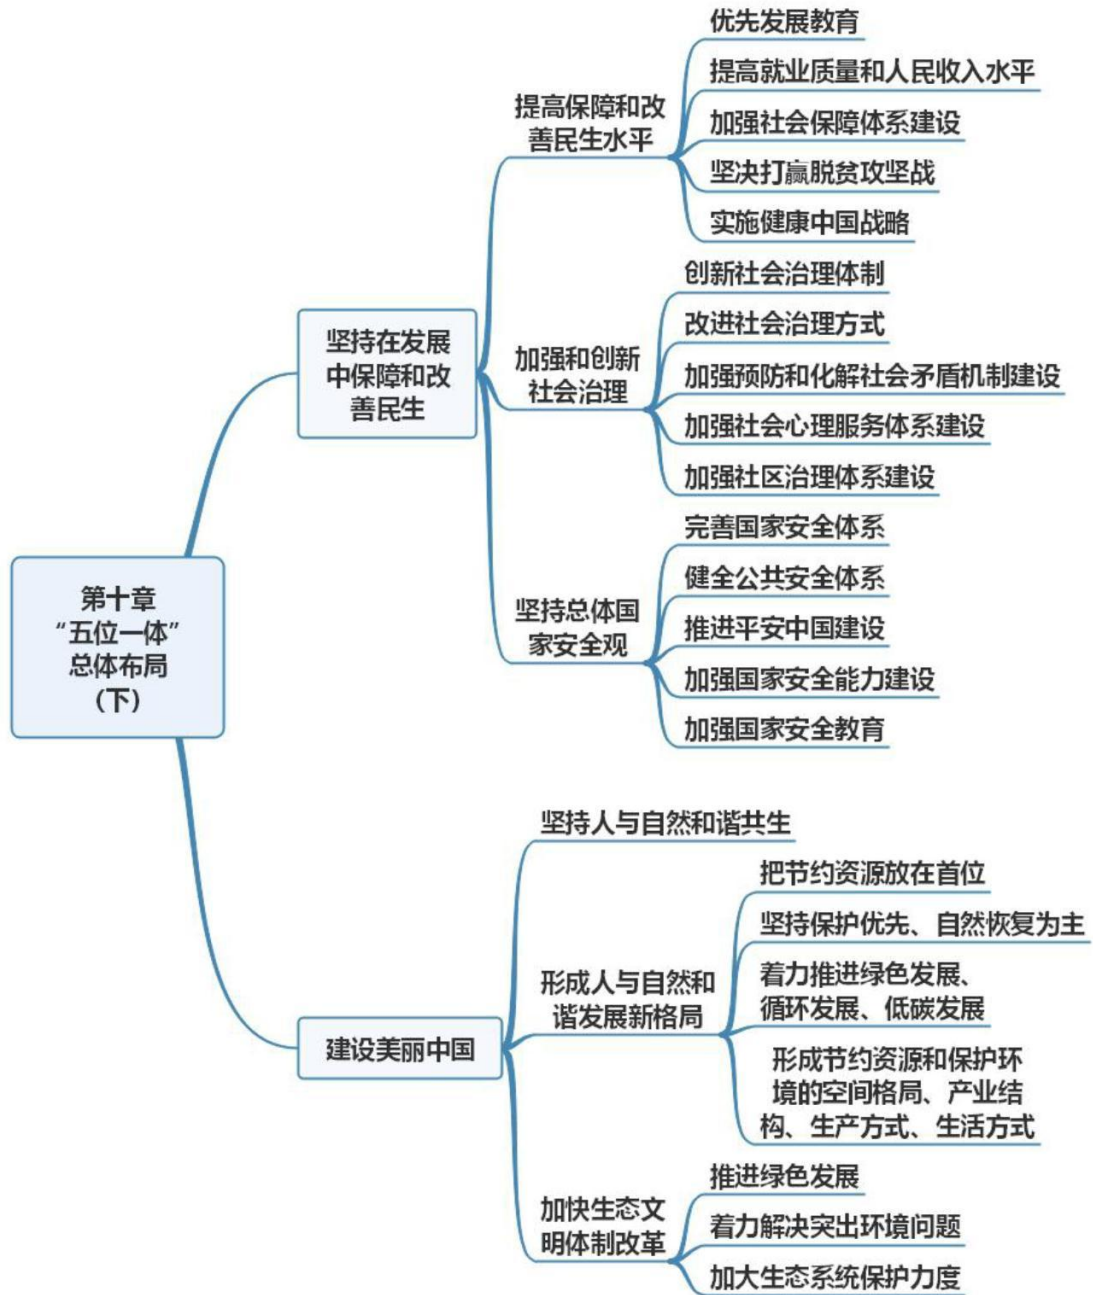 优先发展教育
提高就业质量和人民收入水平
提高保障和改
善民生水平
加强社会保障体系建设
坚决打赢脱贫攻坚战
实施健康中国战略
创新社会治理体制
改进社会治理方式
坚持在发展
中保障和改
善民生
加强和创新
社会治理
加强预防和化解社会矛盾机制建设
加强社会心理服务体系建设
加强社区治理体系建设
完善国家安全体系
健全公共安全体系
第十章
“五位一体”
总体布局
（下）
坚持总体国
家安全观
推进平安中国建设
加强国家安全能力建设
加强国家安全教育
坚持人与自然和谐共生
把节约资源放在首位
坚持保护优先、自然恢复为主
形成人与自然和
谐发展新格局
着力推进绿色发展、
循环发展、低碳发展
建设美丽中国
形成节约资源和保护环
境的空间格局、产业结
构、生产方式、生活方式
推进绿色发展
加快生态文
明体制改革
着力解决突出环境问题
加大生态系统保护力度